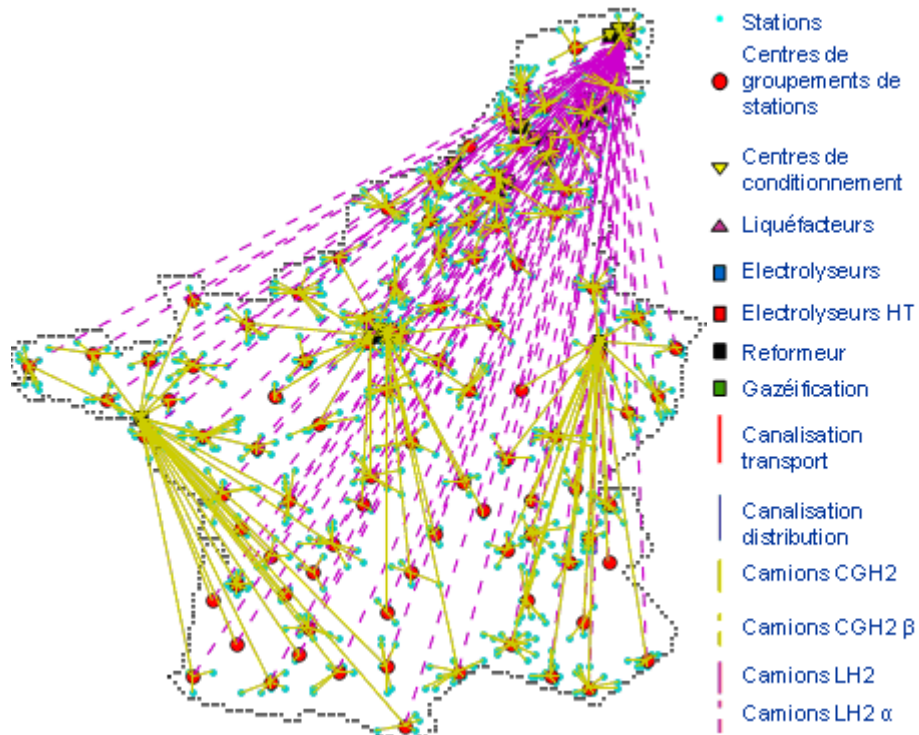 Stations
Centres de
groupements de
stations
Centres de
conditionnement
Liquéfacteurs
Electrolyseurs
Electrolyseurs HT
Reformeur
Gazéification
Canalisation
transport
Canalisation
distribution
Camions CGH2
Camions CGH2 β
Camions LH2
Camions LH2 α